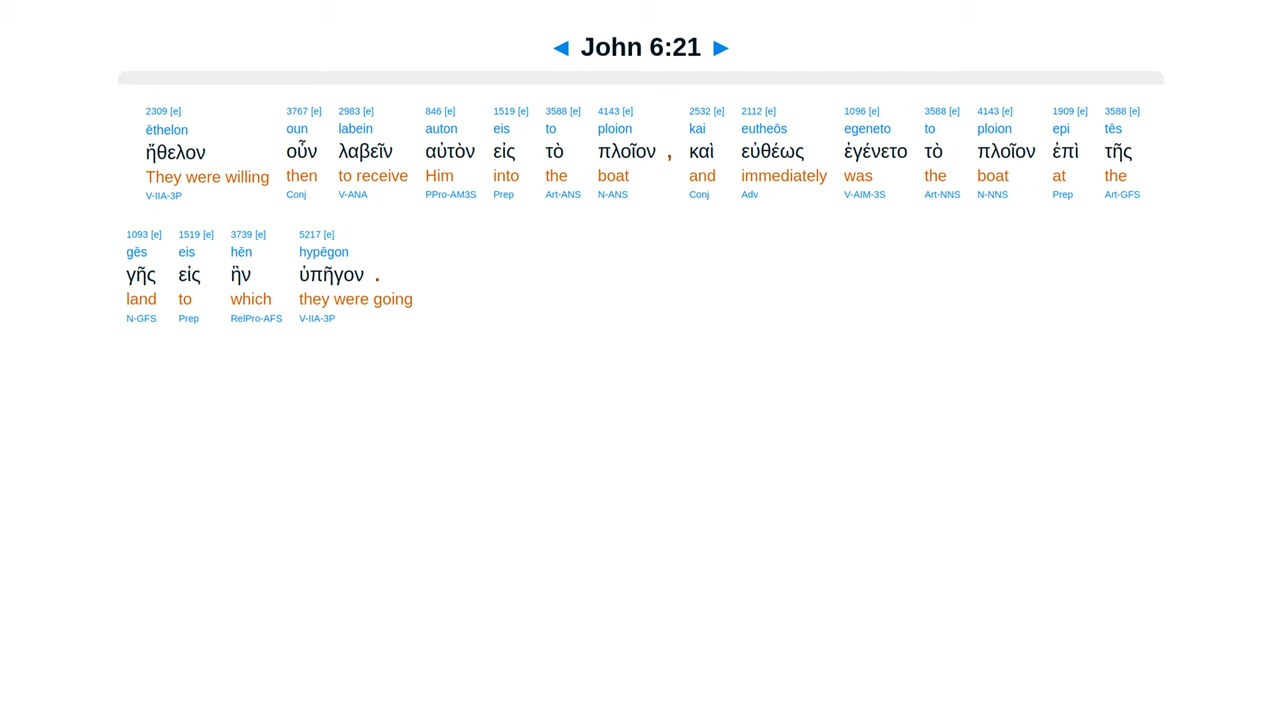 ◄ John 6:21 ►
2309 [e] 3767 [e] 2983 [e] 846 [e] 1519 [e] 3588 [e] 4143 [e] 2532 [e] 2112 [e] 1096 [e] 3588 [e] 4143 [e] 1909 [e] 3588 [e]
ēthelon oun labein auton eis to ploion kai eutheōs egeneto to ploion epi tēs
ἤθελον οὖν λαβεῖν αὐτὸν εἰς τὸ πλοῖον , καὶ εὐθέως ἐγένετο τὸ πλοῖον ἐπὶ τῆς
They were willing then to receive Him into the boat and immediately was the boat at the
V-IIA-3P Conj V-ANA PPro-AM3S Prep Art-ANS N-ANS Conj Adv V-AIM-3S Art-NNS N-NNS Prep Art-GFS
1093 [e] 1519 [e] 3739 [e] 5217 [e]
gēs eis hēn hypēgon
γῆς εἰς ἣν ὑπῆγον .
land to which they were going
N-GFS Prep RelPro-AFS V-IIA-3P